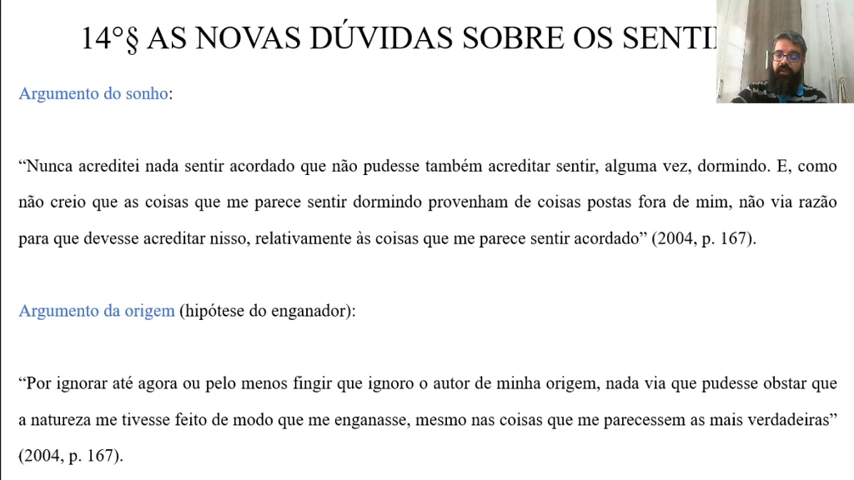 14°§ AS NOVAS DÚVIDAS SOBRE OS
Argumento do sonho:
“Nunca acreditei nada sentir acordado que não pudesse também acreditar sentir, alguma vez, dormindo. E, como
não creio que as coisas que me parece sentir dormindo provenham de coisas postas fora de mim, não via razão
para que devesse acreditar nisso, relativamente às coisas que me parece sentir acordado” (2004, p. 167).
Argumento da origem (hipótese do enganador):
“Por ignorar até agora ou pelo menos fingir que ignoro o autor de minha origem, nada via que pudesse obstar que
a natureza me tivesse feito de modo que me enganasse, mesmo nas coisas que me parecessem as mais verdadeiras”
(2004, p. 167).